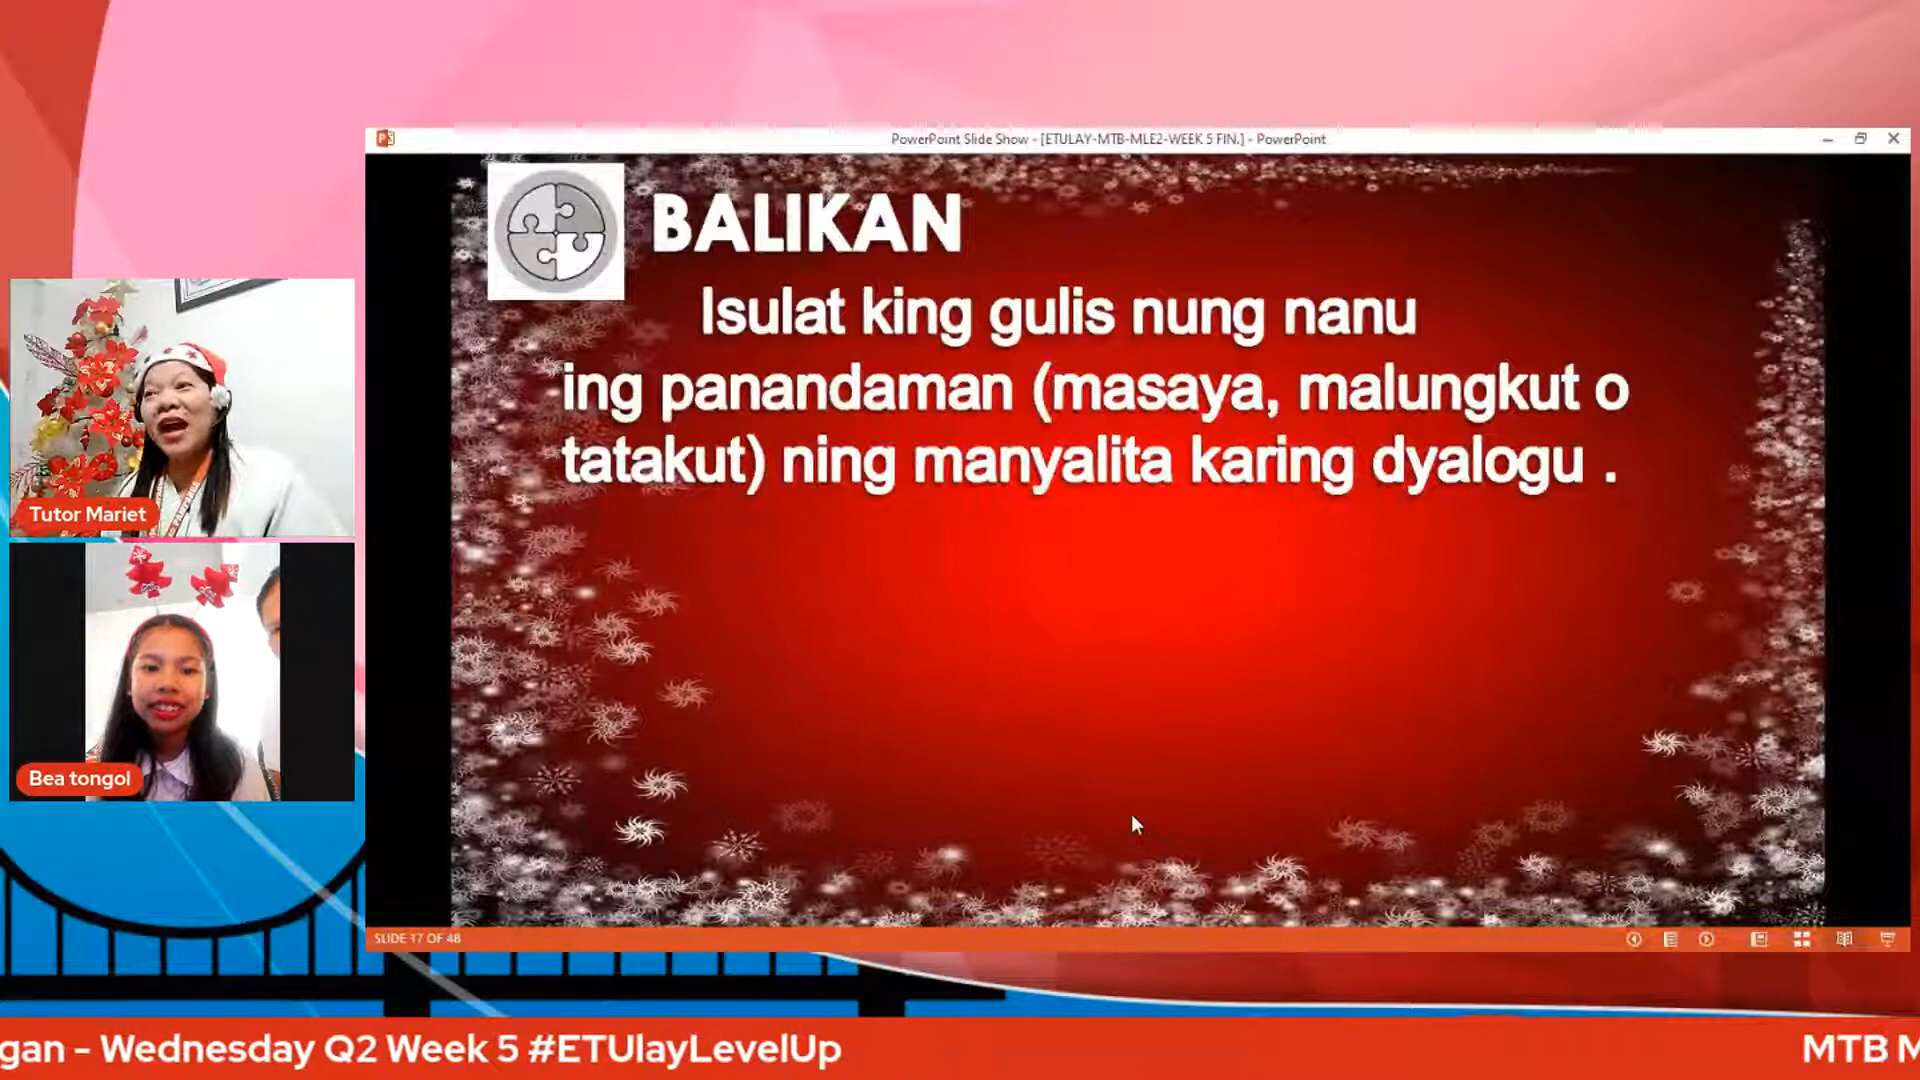 PowerPoint Slide Show - [ETULAY-MTB-MLE2-WEEK 5 FIN.] - PowerPoint
BALIKAN
Isulat king gulis nung nanu
ing panandaman (masaya, malungkut o
tatakut) ning manyalita karing dyalogu .
Tutor Mariet
Bea tongol
SLIDE 17 OF 48
gan - Wednesday Q2 Week 5 #ETUlayLevelUp
MTB M